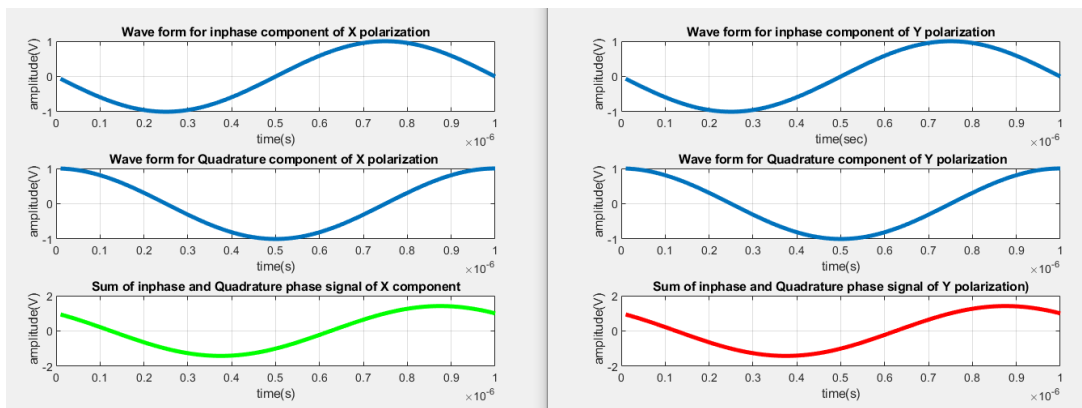 Wave form for inphase component of X polarization
1
0
-1
amplitude(V)
0 0.1 0.2 0.3 0.4 0.5 0.6 0.7 0.8 0.9 1
time(s)
×10-6
Wave form for Quadrature component of X polarization
1
0
-1
amplitude(V)
0 0.1 0.2 0.3 0.4 0.5 0.6 0.7 0.8 0.9 1
time(s)
×10-6
Sum of inphase and Quadrature phase signal of X component
2
0
-2
amplitude(V)
0 0.1 0.2 0.3 0.4 0.5 0.6 0.7 0.8 0.9 1
time(s)
×10-6
Wave form for inphase component of Y polarization
1
0
-1
amplitude(V)
0 0.1 0.2 0.3 0.4 0.5 0.6 0.7 0.8 0.9 1
time(sec)
×10-6
Wave form for Quadrature component of Y polarization
1
0
-1
amplitude(V)
0 0.1 0.2 0.3 0.4 0.5 0.6 0.7 0.8 0.9 1
time(s)
×10-6
Sum of inphase and Quadrature phase signal of Y polarization)
2
0
-2
amplitude(V)
0 0.1 0.2 0.3 0.4 0.5 0.6 0.7 0.8 0.9 1
time(s)
×10-6